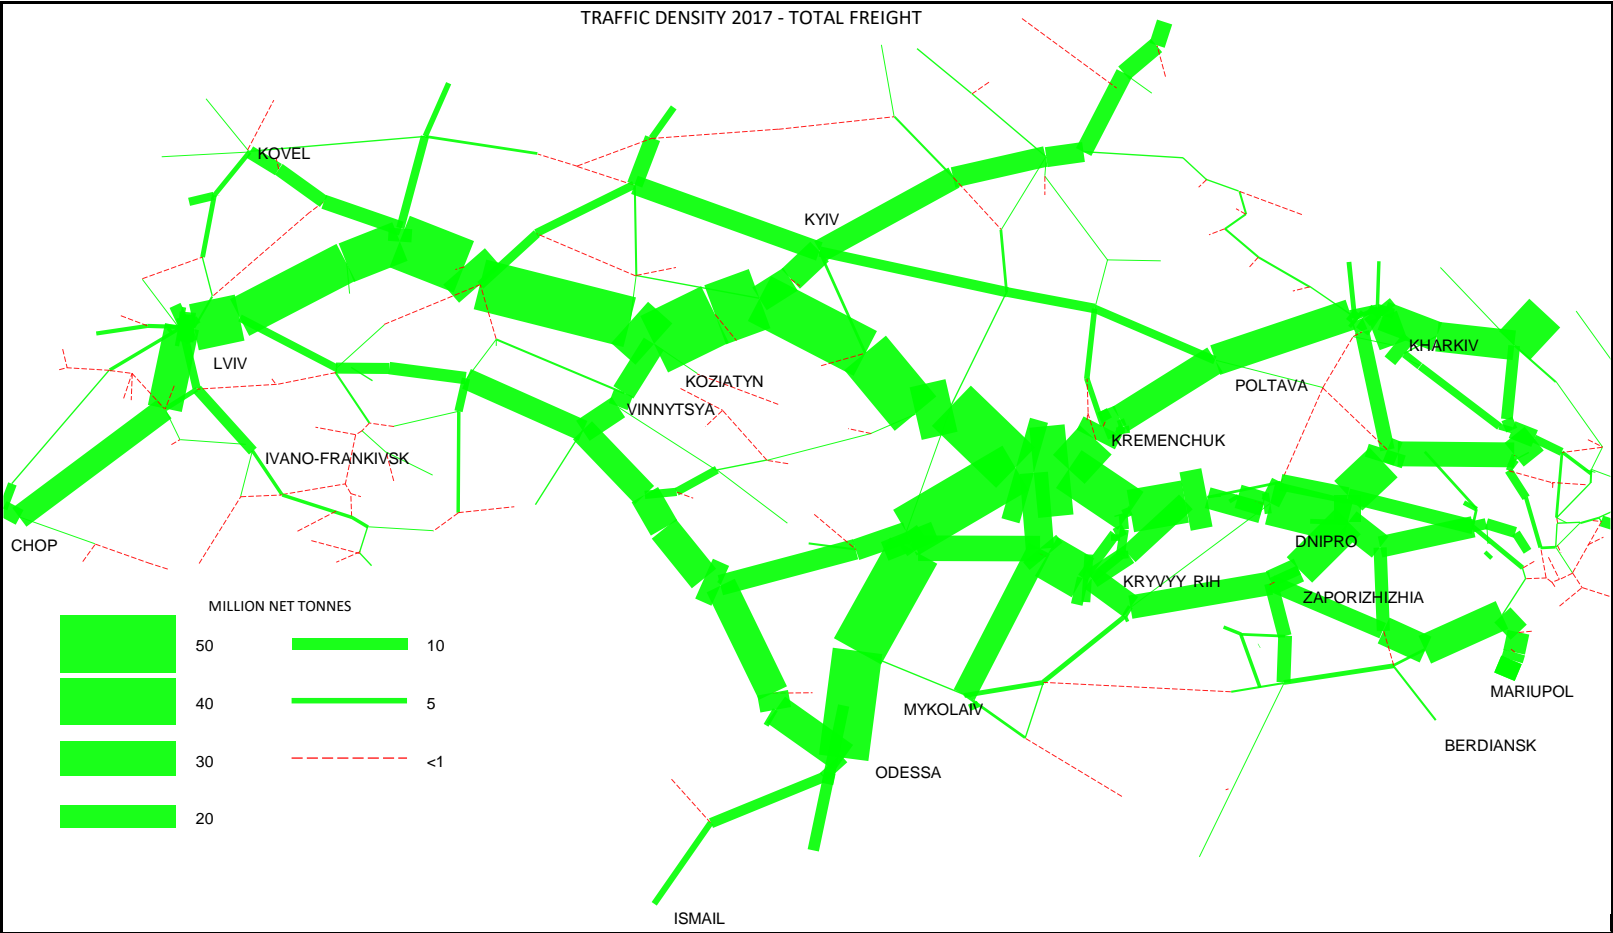 TRAFFIC DENSITY 2017 - TOTAL FREIGHT
KOVEL
KYIV
LVIV
KHARKIV
KOZIATYN
POLTAVA
VINNYTSYA
KREMENCHUK
IVANO-FRANKIVSK
CHOP
DNIPRO
KRYVYY RIH
ZAPORIZHIZHIA
MILLION NET TONNES
50
10
40
5
30
<1
20
MARIUPOL
MYKOLAIV
BERDIANSK
ODESSA
ISMAIL